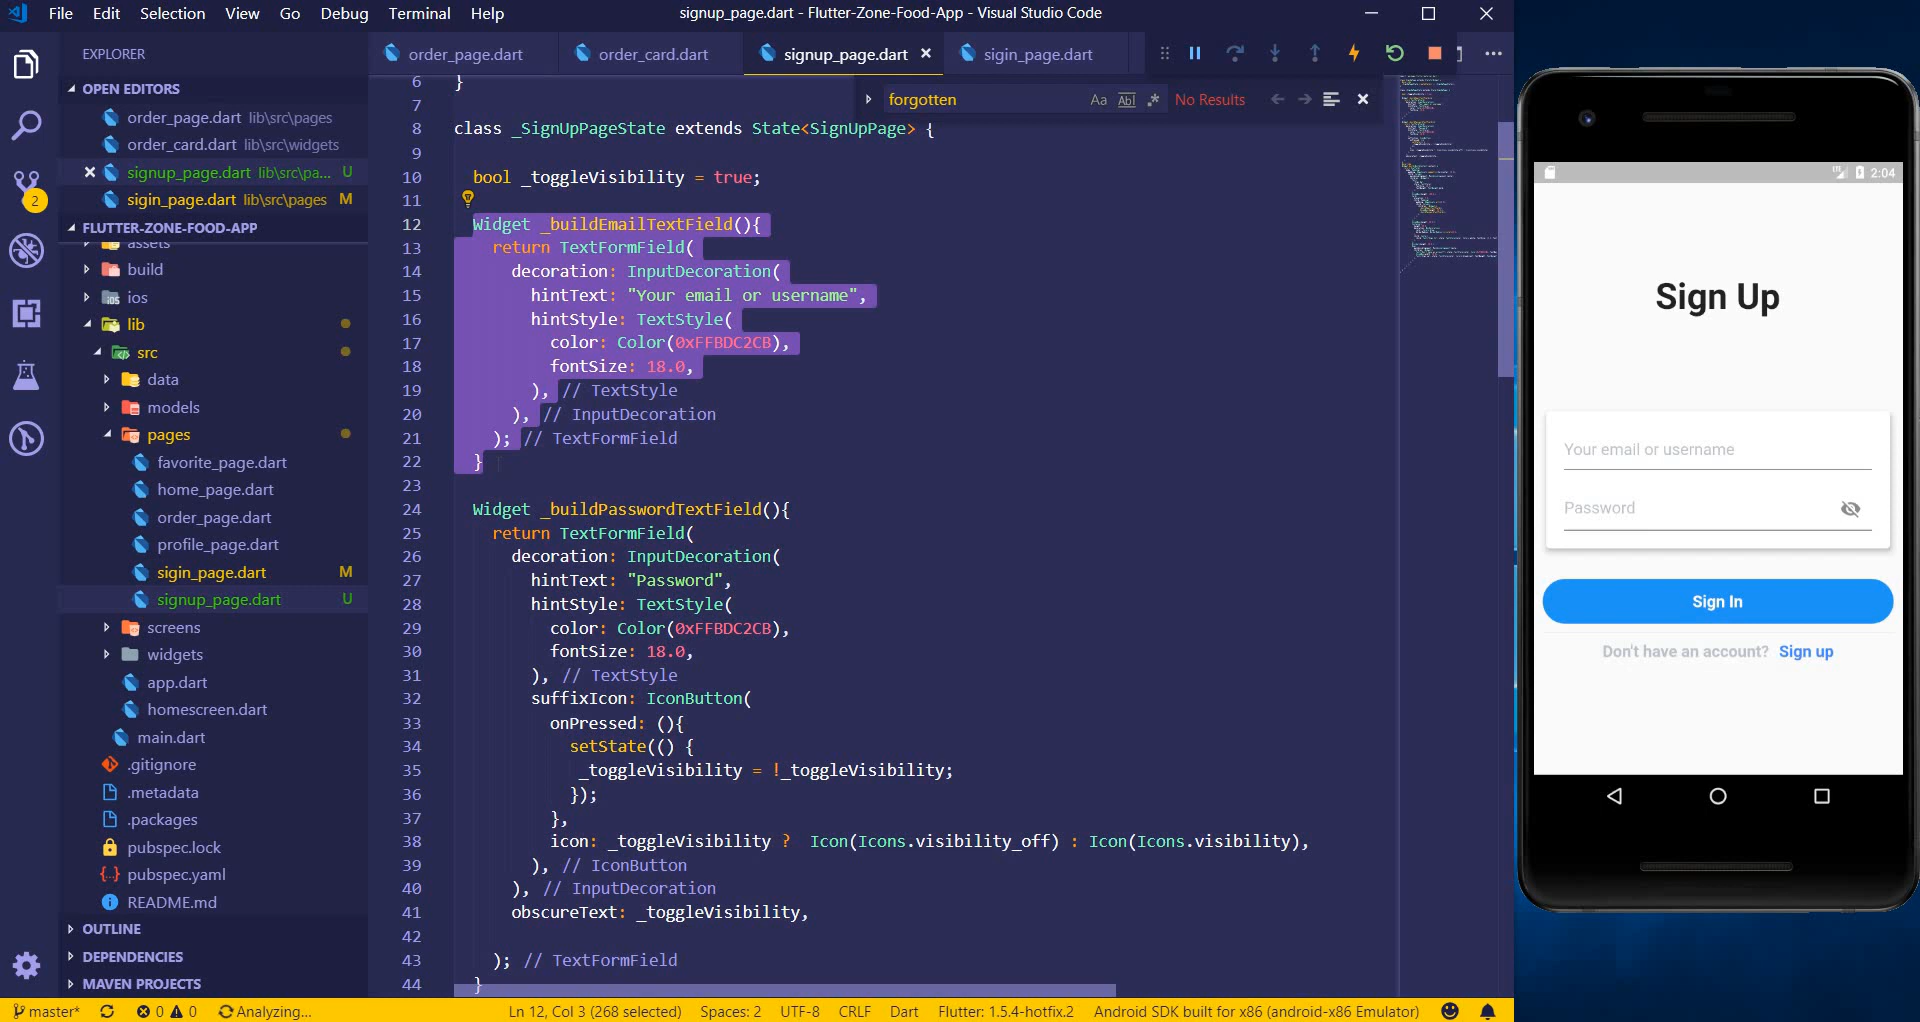 File Edit Selection View Go Debug Terminal Help
signup_page.dart - Flutter-Zone-Food-App - Visual Studio Code
EXPLORER
OPEN EDITORS
order_page.dart lib\src\pages
order_card.dart lib\src\widgets
signup_page.dart lib\src\pa... U
sigin_page.dart lib\src\pages M
FLUTTER-ZONE-FOOD-APP
assets
build
ios
lib
src
data
models
pages
favorite_page.dart
home_page.dart
order_page.dart
profile_page.dart
sigin_page.dart M
signup_page.dart U
screens
widgets
app.dart
homescreen.dart
main.dart
.gitignore
.metadata
.packages
pubspec.lock
pubspec.yaml
README.md
OUTLINE
DEPENDENCIES
MAVEN PROJECTS
2
order_page.dart
order_card.dart
signup_page.dart
sigin_page.dart
forgotten
Aa Abl .* No Results
6 }
7
8 class _SignUpPageState extends State<SignUpPage> {
9
10 bool _toggleVisibility = true;
11
12 Widget _buildEmailTextField(){
13 return TextFormField(
14 decoration: InputDecoration(
15 hintText: "Your email or username",
16 hintStyle: TextStyle(
17 color: Color(0xFFBDC2CB),
18 fontSize: 18.0,
19 ), // TextStyle
20 ), // InputDecoration
21 ); // TextFormField
22 }
23
24 Widget _buildPasswordTextField(){
25 return TextFormField(
26 decoration: InputDecoration(
27 hintText: "Password",
28 hintStyle: TextStyle(
29 color: Color(0xFFBDC2CB),
30 fontSize: 18.0,
31 ), // TextStyle
32 suffixIcon: IconButton(
33 onPressed: (){
34 setState(() {
35 _toggleVisibility = !_toggleVisibility;
36 });
37 },
38 icon: _toggleVisibility ? Icon(Icons.visibility_off) : Icon(Icons.visibility),
39 ), // IconButton
40 ), // InputDecoration
41 obscureText: _toggleVisibility,
42
43 ); // TextFormField
44 }
master* 0 0 Analyzing... Ln 12, Col 3 (268 selected) Spaces: 2 UTF-8 CRLF Dart Flutter: 1.5.4-hotfix.2 Android SDK built for x86 (android-x86 Emulator)
2:04
Sign Up
Your email or username
Password
Sign In
Don't have an account? Sign up